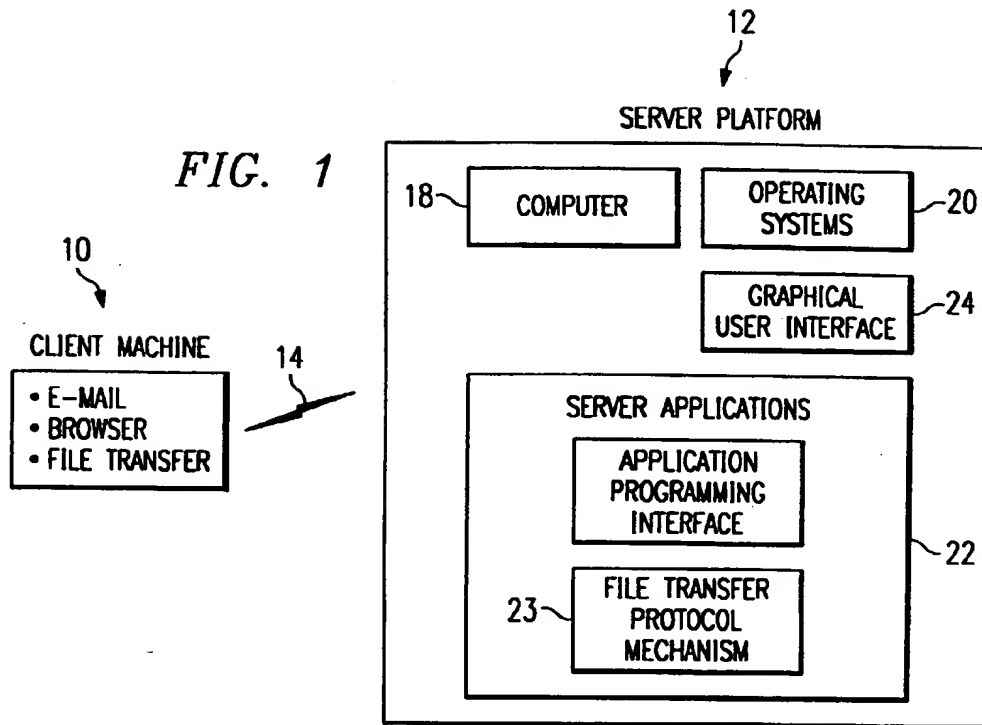 12
SERVER PLATFORM
FIG. 1
18
COMPUTER
OPERATING
SYSTEMS
20
10
GRAPHICAL
USER INTERFACE
24
CLIENT MACHINE
• E-MAIL
• BROWSER
• FILE TRANSFER
14
SERVER APPLICATIONS
APPLICATION
PROGRAMMING
INTERFACE
22
23
FILE TRANSFER
PROTOCOL
MECHANISM